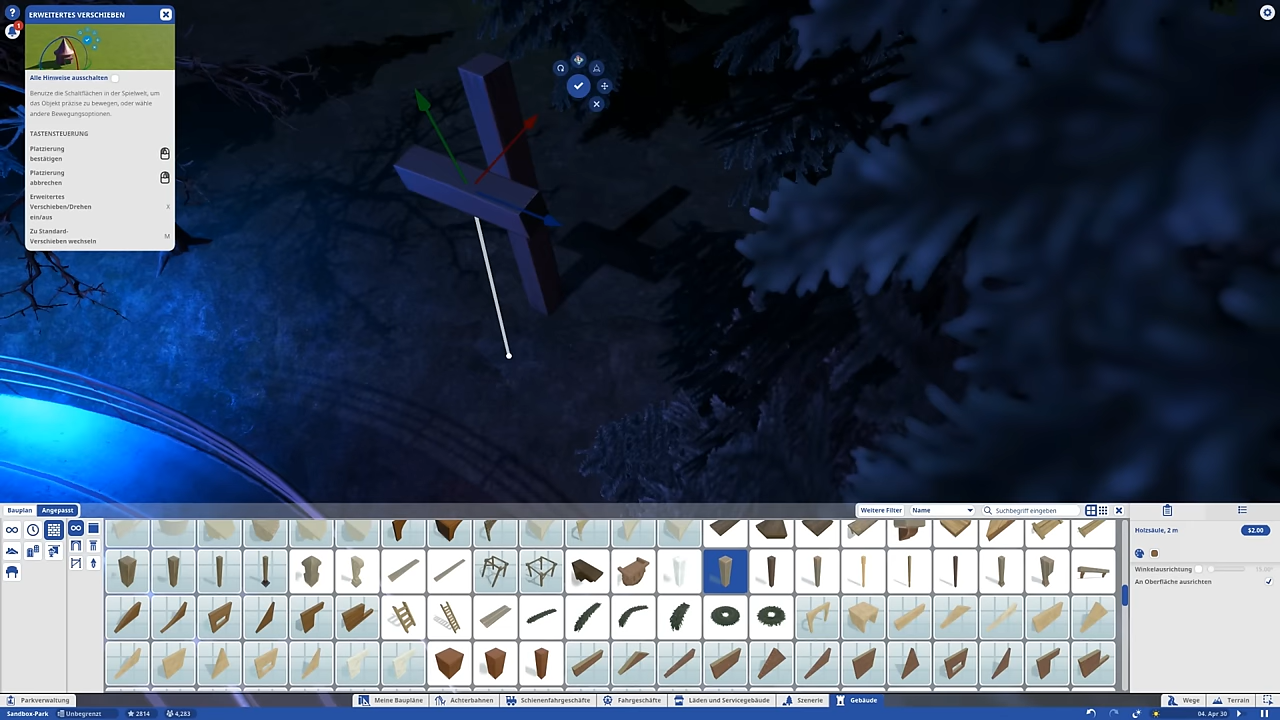 ?
ERWEITERTES VERSCHIEBEN
1
Alle Hinweise ausschalten
Benutze die Schaltflächen in der Spielwelt, um
das Objekt präzise zu bewegen, oder wähle
andere Bewegungsoptionen.
TASTENSTEUERUNG
Platzierung
bestätigen
Platzierung
abbrechen
Erweitertes
Verschieben/Drehen
ein/aus
X
Zu Standard-
Verschieben wechseln
M
Bauplan
Angepasst
Weitere Filter
Name
Suchbegriff eingeben
Holzsäule, 2 m
$2.00
Winkelausrichtung
15.00°
An Oberfläche ausrichten
Parkverwaltung
Meine Baupläne
Achterbahnen
Schienenfahrgeschäfte
Fahrgeschäfte
Läden und Servicegebäude
Szenerie
Gebäude
Wege
Terrain
Sandbox-Park
Unbegrenzt
2814
4,283
04. Apr 30